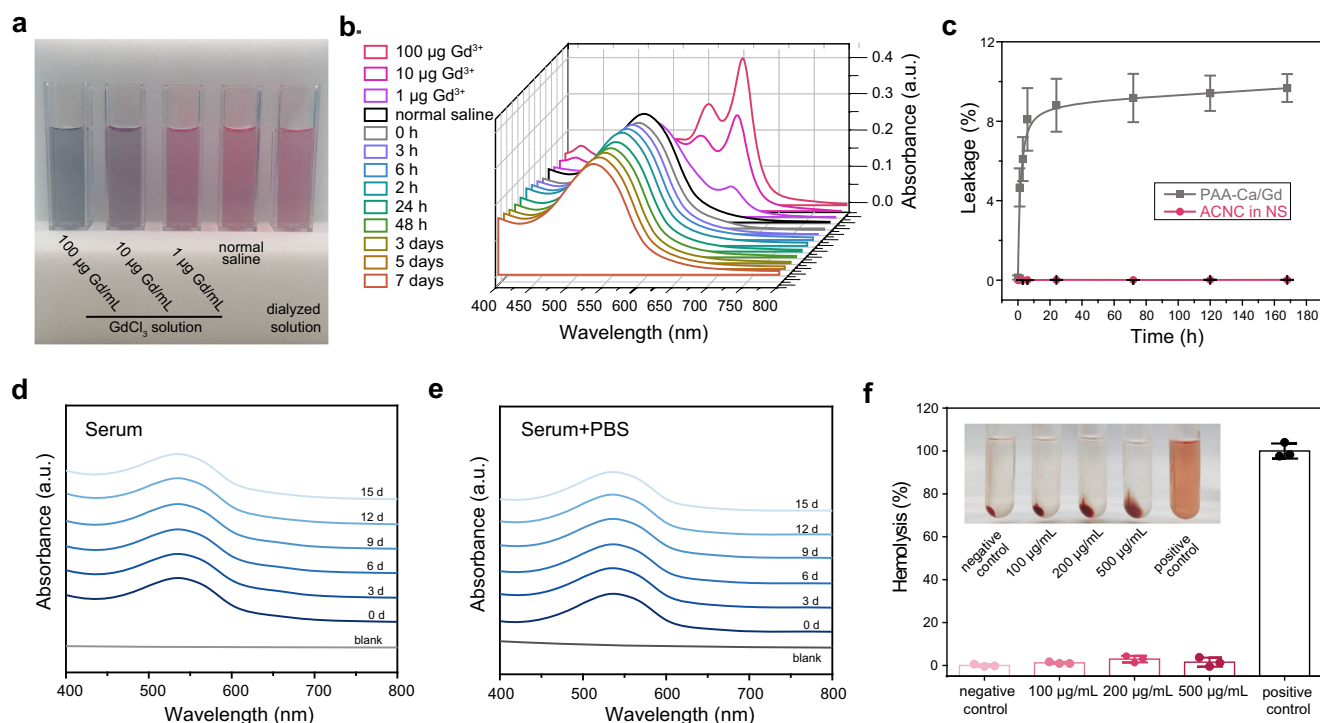 a
100 µg Gd/mL
10 µg Gd/mL
1 µg Gd/mL
normal
saline
GdCl3 solution
dialyzed
solution
b.
100 µg Gd³⁺
10 µg Gd³⁺
1 µg Gd³⁺
normal saline
0 h
3 h
6 h
2 h
24 h
48 h
3 days
5 days
7 days
0.4
0.3
0.2
0.1
0.0
Absorbance (a.u.)
400 450 500 550 600 650 700 750 800
Wavelength (nm)
c
12
8
4
0
Leakage (%)
PAA-Ca/Gd
ACNC in NS
0 20 40 60 80 100 120 140 160 180
Time (h)
d
Serum
Absorbance (a.u.)
15 d
12 d
9 d
6 d
3 d
0 d
blank
400 500 600 700 800
Wavelength (nm)
e
Serum+PBS
Absorbance (a.u.)
15 d
12 d
9 d
6 d
3 d
0 d
blank
400 500 600 700 800
Wavelength (nm)
f
120
100
80
60
40
20
0
Hemolysis (%)
negative
control
100 µg/mL
200 µg/mL
500 µg/mL
positive
control
negative
control
100 µg/mL
200 µg/mL
500 µg/mL
positive
control